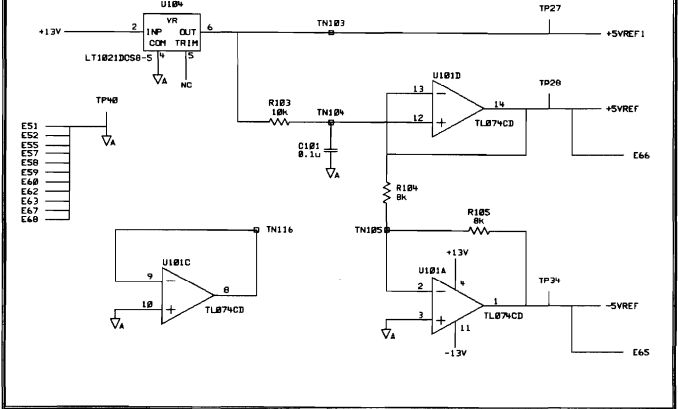 U104
TP27
VR
TN103
+13V
2
INP
OUT
6
+5VREF1
COM
TRIM
4
5
LT1021DCS8-5
A
NC
TP40
U101D
TP28
13
14
+5VREF
R103
10k
TN104
12
TL074CD
E51
E52
E55
E57
E58
E59
E60
E62
E63
E67
E68
A
C101
0.1u
A
E66
R104
8k
R105
8k
TN116
TN105
+13V
U101C
U101A
9
8
2
4
1
TP34
10
TL074CD
3
TL074CD
-5VREF
A
A
11
-13V
E65